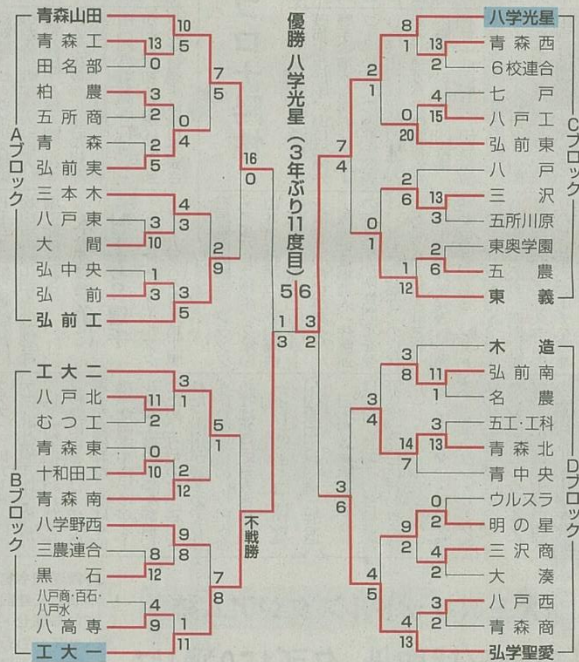 優勝 八学光星 (3年ぶり11度目)
Aブロック
青森山田
青森工
田名部
柏農
五所商
青森
弘前実
三本木
八戸東
大間
弘中央
弘前
弘前工
10
5
13
0
3
2
0
4
2
5
7
5
4
3
3
10
2
9
1
3
3
5
16
0
Bブロック
工大二
八戸北
むつ工
青森東
十和田工
青森南
八学野西
三農連合
黒石
八戸商・百石・八戸水
八高専
工大一
3
1
11
2
0
10
2
12
5
1
不戦勝
9
8
8
12
7
8
4
9
1
11
1
3
5
6
3
2
Cブロック
八学光星
青森西
6校連合
七戸
八戸工
弘前東
八戸
三沢
五所川原
東奥学園
五農
東義
8
1
13
2
2
1
4
15
0
20
7
4
2
6
13
3
0
1
2
6
1
12
Dブロック
木造
弘前南
名農
五工・工科
青森北
青中央
ウルスラ
明の星
三沢商
大湊
八戸西
青森商
弘学聖愛
3
8
11
1
3
4
3
13
14
7
3
6
0
2
9
2
4
2
4
5
3
2
4
13